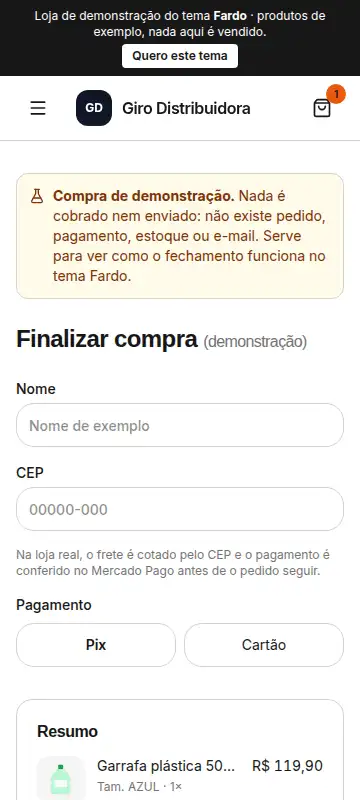 Loja de demonstração do tema Fardo · produtos de
exemplo, nada aqui é vendido.
Quero este tema
GD
Giro Distribuidora
1
Compra de demonstração. Nada é
cobrado nem enviado: não existe pedido,
pagamento, estoque ou e-mail. Serve
para ver como o fechamento funciona no
tema Fardo.
Finalizar compra (demonstração)
Nome
Nome de exemplo
CEP
00000-000
Na loja real, o frete é cotado pelo CEP e o pagamento é
conferido no Mercado Pago antes de o pedido seguir.
Pagamento
Pix
Cartão
Resumo
Garrafa plástica 50... R$ 119,90
Tam. AZUL · 1×